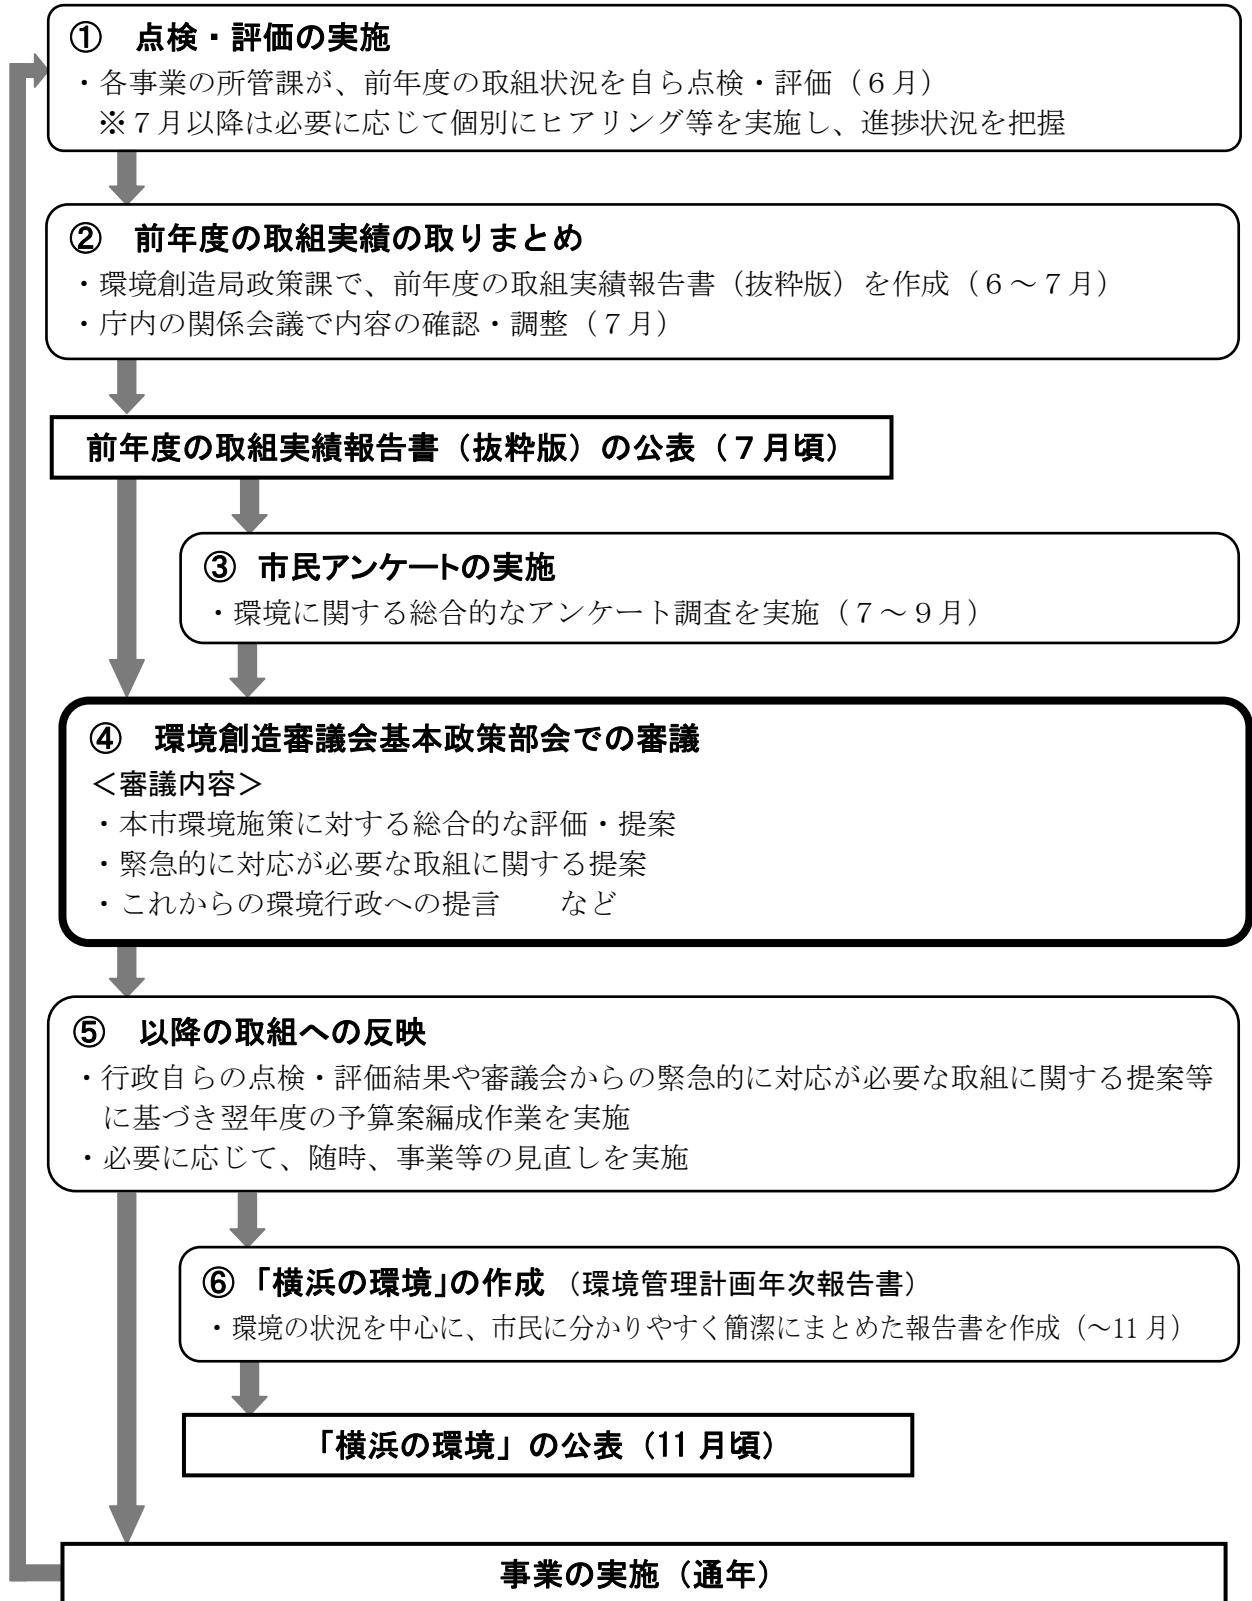 ① 点検・評価の実施
・各事業の所管課が、前年度の取組状況を自ら点検・評価（６月）
※７月以降は必要に応じて個別にヒアリング等を実施し、進捗状況を把握
② 前年度の取組実績の取りまとめ
・環境創造局政策課で、前年度の取組実績報告書（抜粋版）を作成（６～７月）
・庁内の関係会議で内容の確認・調整（７月）
前年度の取組実績報告書（抜粋版）の公表（７月頃）
③ 市民アンケートの実施
・環境に関する総合的なアンケート調査を実施（７～９月）
④ 環境創造審議会基本政策部会での審議
＜審議内容＞
・本市環境施策に対する総合的な評価・提案
・緊急的に対応が必要な取組に関する提案
・これからの環境行政への提言 など
⑤ 以降の取組への反映
・行政自らの点検・評価結果や審議会からの緊急的に対応が必要な取組に関する提案等
に基づき翌年度の予算案編成作業を実施
・必要に応じて、随時、事業等の見直しを実施
⑥「横浜の環境」の作成（環境管理計画年次報告書）
・環境の状況を中心に、市民に分かりやすく簡潔にまとめた報告書を作成（～11月）
「横浜の環境」の公表（11月頃）
事業の実施（通年）